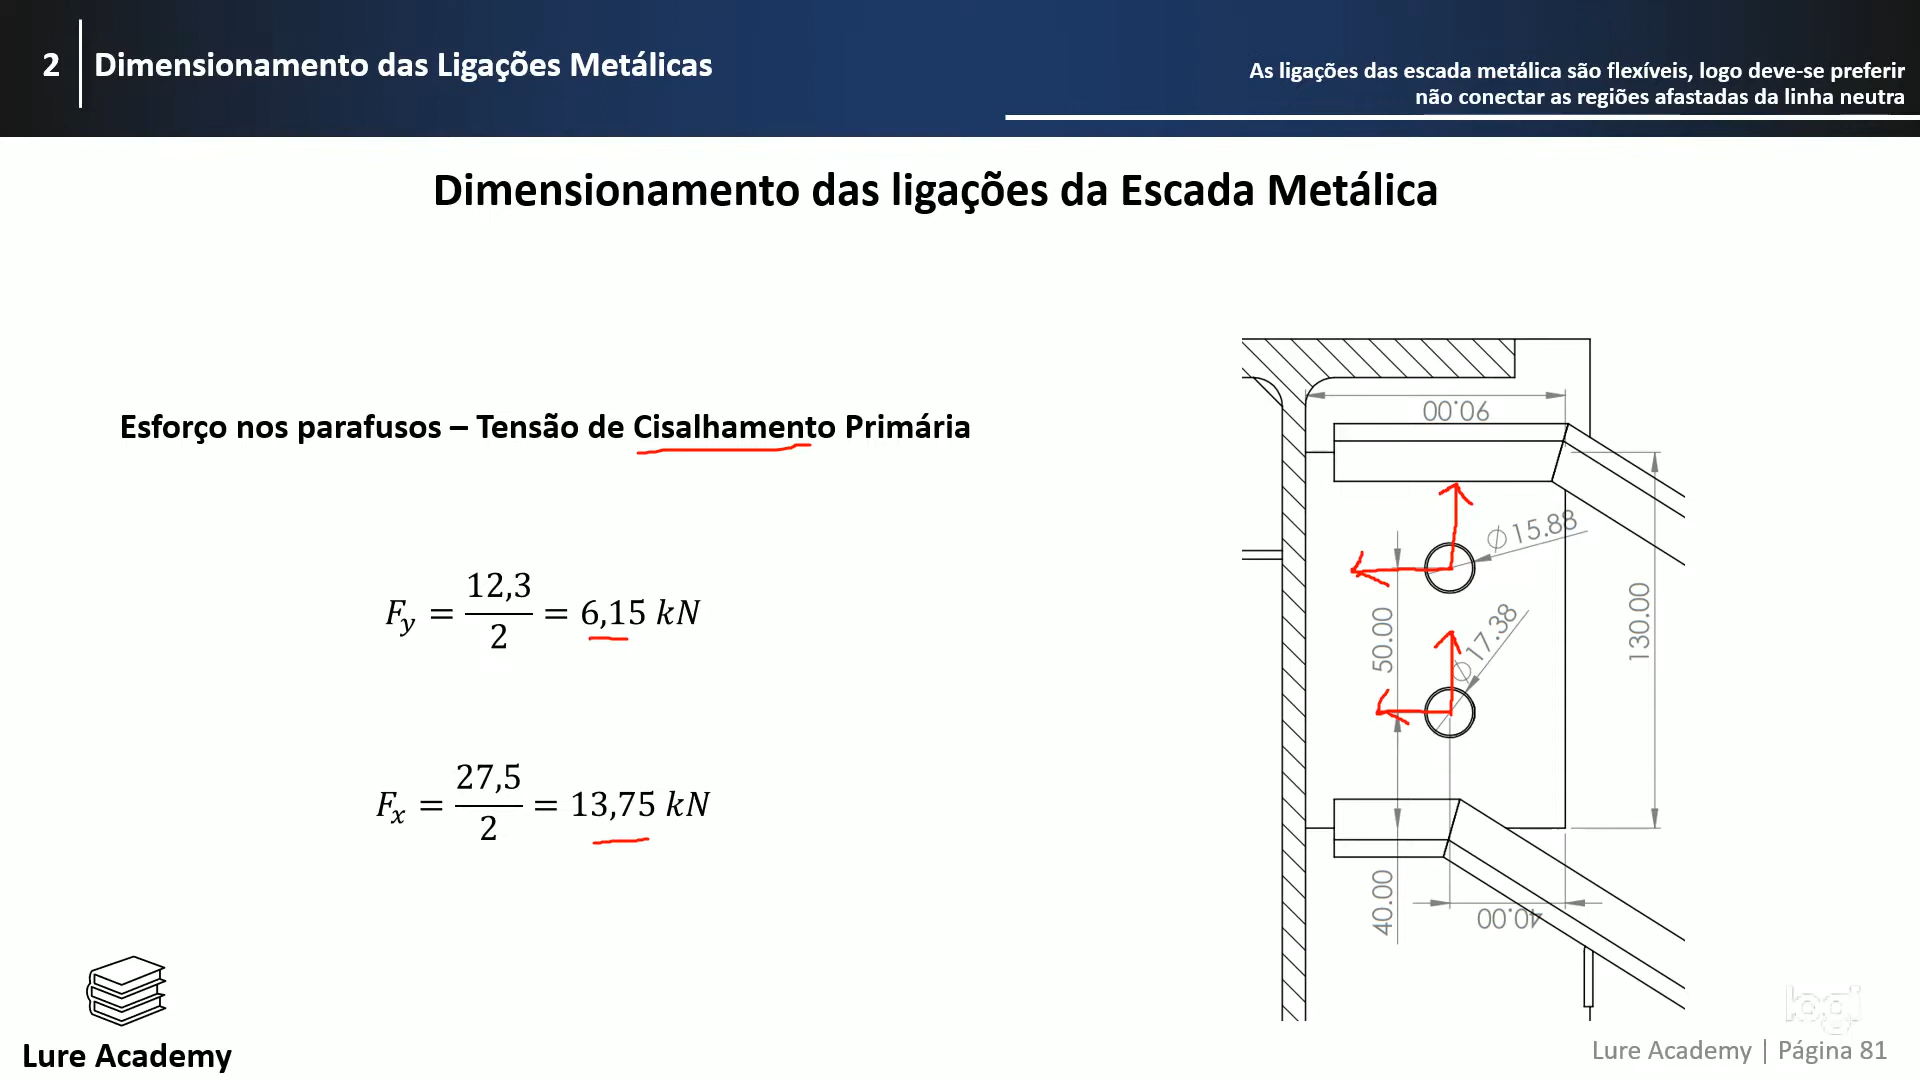 2
Dimensionamento das Ligações Metálicas
As ligações das escada metálica são flexíveis, logo deve-se preferir
não conectar as regiões afastadas da linha neutra
Dimensionamento das ligações da Escada Metálica
Esforço nos parafusos – Tensão de Cisalhamento Primária
F_y = 12,3/2 = 6,15 kN
F_x = 27,5/2 = 13,75 kN
90.00
∅15.88
50.00
∅17.38
130.00
40.00
40.00
Lure Academy
logi
Lure Academy | Página 81